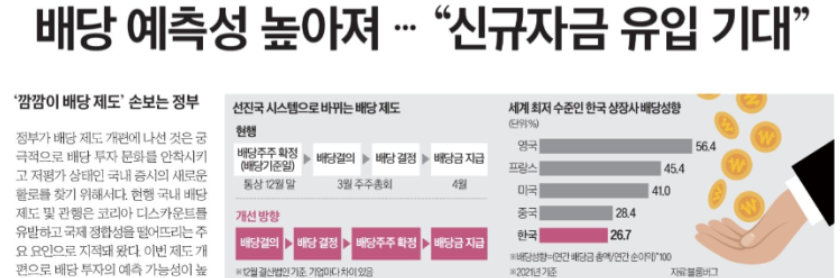 배당 예측성 높아져 … “신규자금 유입 기대”
‘깜깜이 배당 제도’ 손보는 정부
정부가 배당 제도 개편에 나선 것은 궁
극적으로 배당 투자 문화를 안착시키
고 저평가 상태인 국내 증시의 새로운
활로를 찾기 위해서다. 현행 국내 배당
제도 및 관행은 코리아 디스카운트를
유발하고 국제 정합성을 떨어뜨리는 주
요 요인으로 지적돼 왔다. 이번 제도 개
편으로 배당 투자의 예측 가능성이 높
선진국 시스템으로 바뀌는 배당 제도
현행
배당주주 확정
(배당기준일)
배당결의
배당 결정
배당금 지급
통상 12월 말
3월 주주총회
4월
개선 방향
배당결의
배당 결정
배당주주 확정
배당금 지급
※12월 결산법인 기준. 기업마다 차이 있음
세계 최저 수준인 한국 상장사 배당성향
(단위:%)
영국 56.4
프랑스 45.4
미국 41.0
중국 28.4
한국 26.7
※배당성향=(연간 배당금 총액/연간 순이익)*100
※2021년 기준
자료:블룸버그